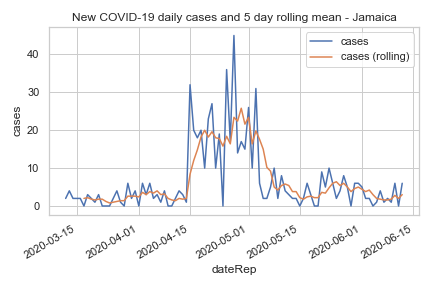 New COVID-19 daily cases and 5 day rolling mean - Jamaica
cases
cases (rolling)
40
30
20
10
0
cases
2020-03-15
2020-04-01
2020-04-15
2020-05-01
2020-05-15
2020-06-01
2020-06-15
dateRep